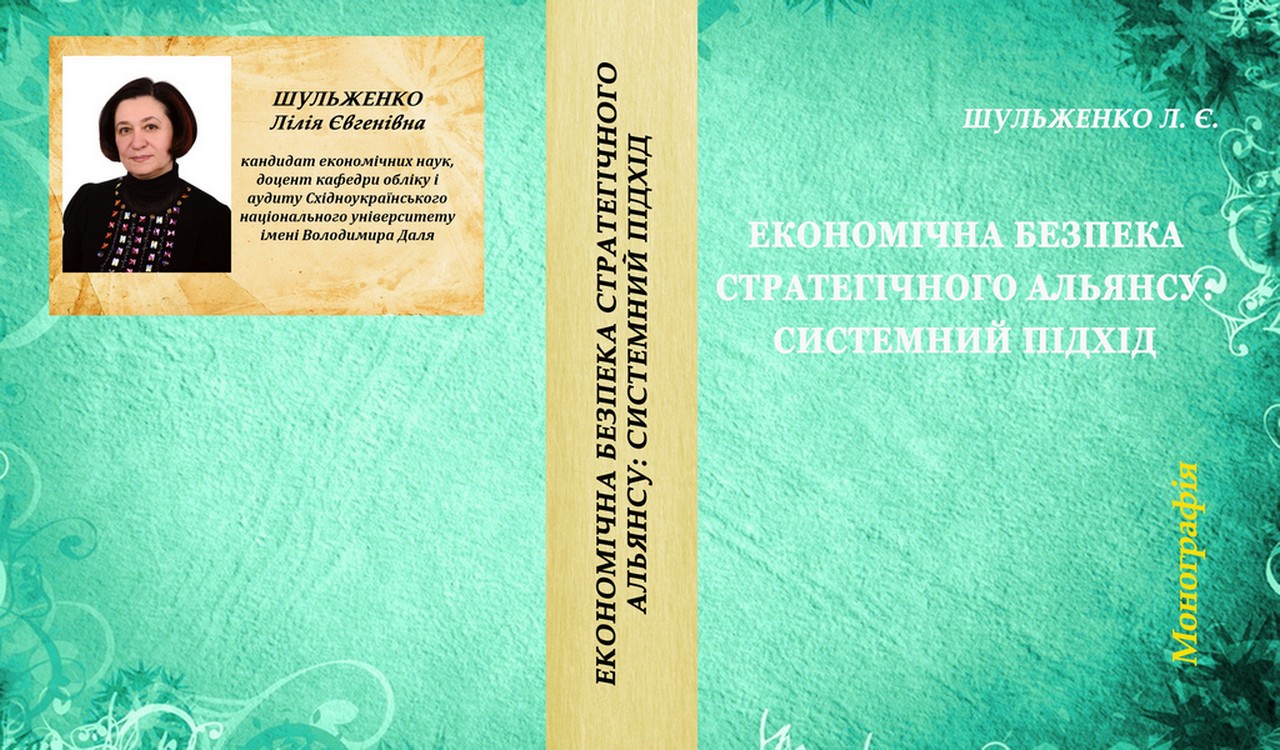 ШУЛЬЖЕНКО
Лілія Євгенівна
кандидат економічних наук,
доцент кафедри обліку і
аудиту Східноукраїнського
національного університету
імені Володимира Даля
ЕКОНОМІЧНА БЕЗПЕКА СТРАТЕГІЧНОГО
АЛЬЯНСУ: СИСТЕМНИЙ ПІДХІД
ШУЛЬЖЕНКО Л. Є.
ЕКОНОМІЧНА БЕЗПЕКА
СТРАТЕГІЧНОГО АЛЬЯНСУ:
СИСТЕМНИЙ ПІДХІД
Монографія